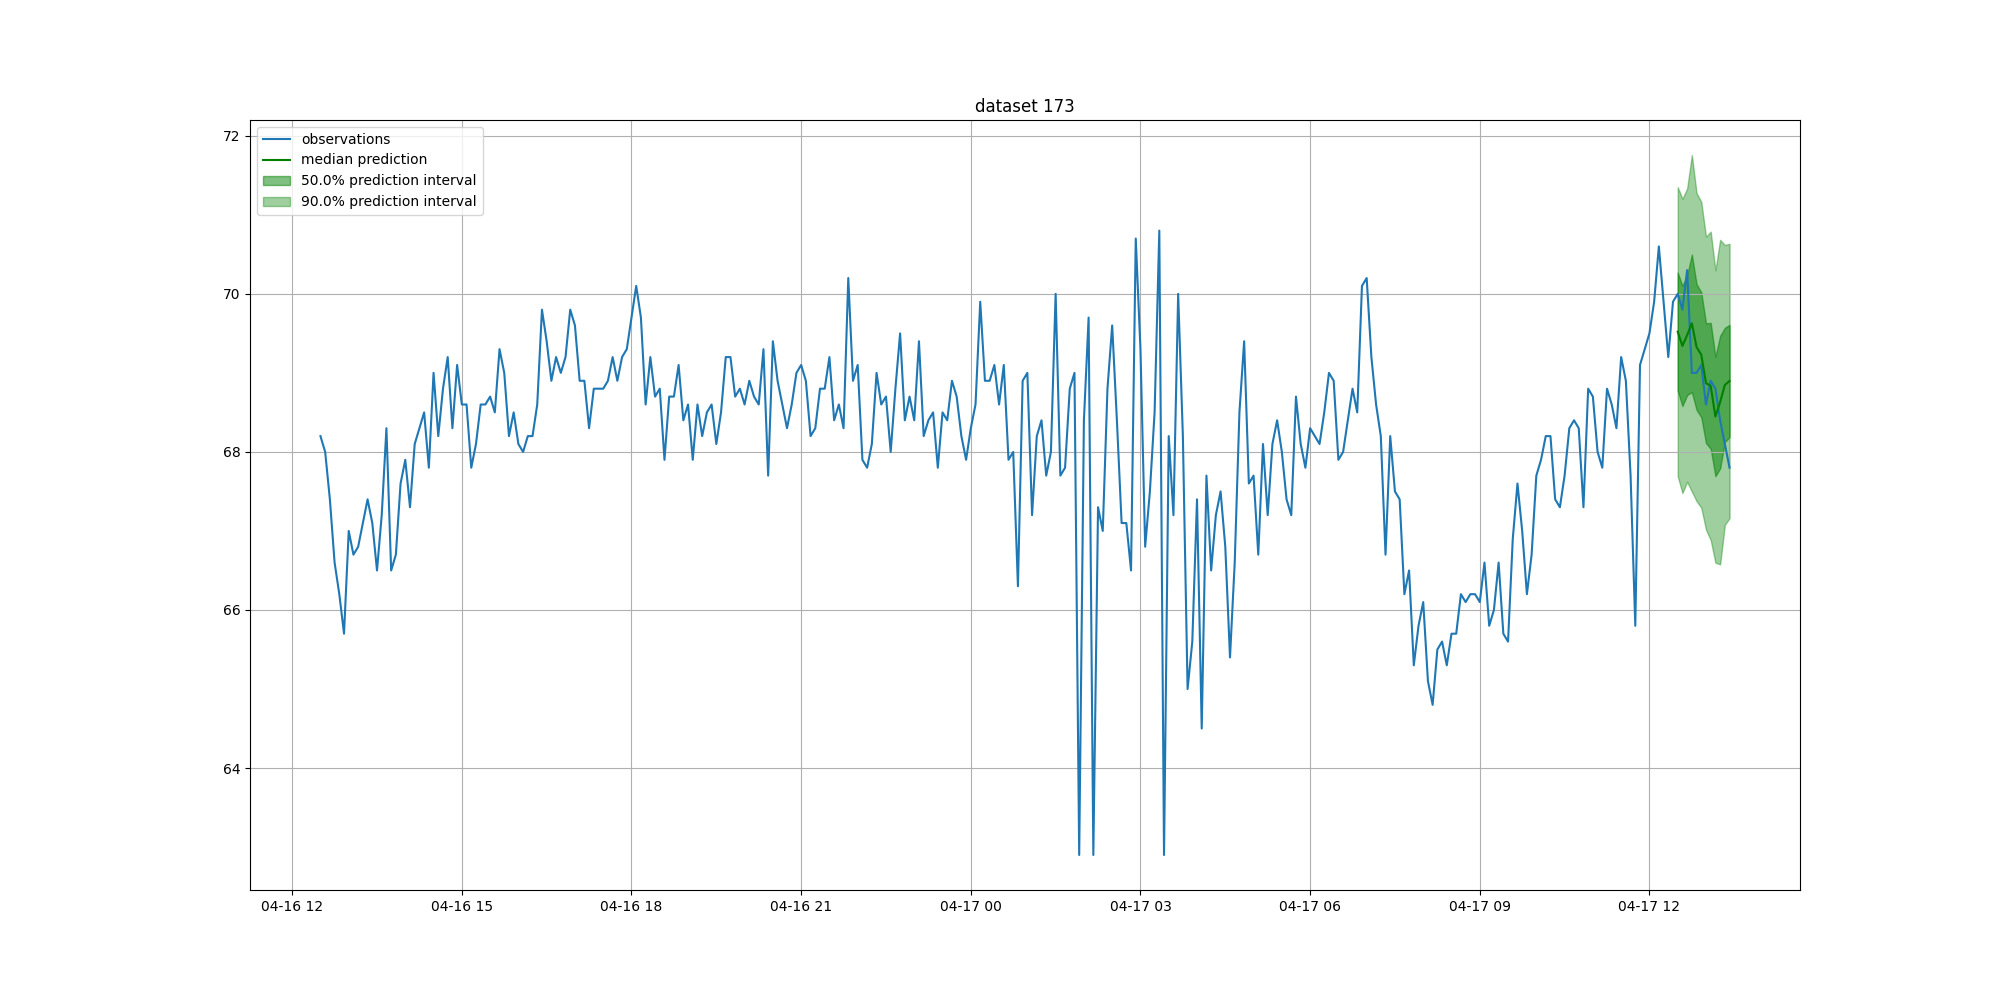 dataset 173
observations
median prediction
50.0% prediction interval
90.0% prediction interval
72
70
68
66
64
04-16 12
04-16 15
04-16 18
04-16 21
04-17 00
04-17 03
04-17 06
04-17 09
04-17 12